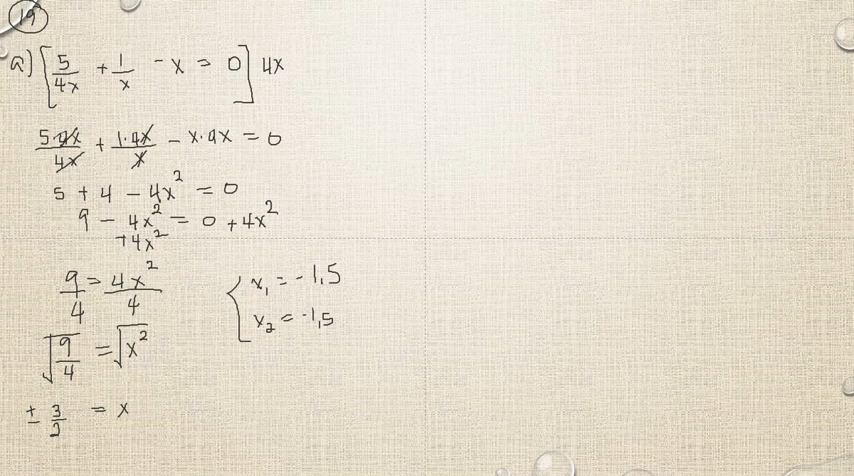 19
a) [5/4x + 1/x - x = 0] 4x
5·4x/4x + 1·4x/x - x·4x = 0
5 + 4 - 4x² = 0
9 - 4x² = 0 + 4x²
+4x²
9/4 = 4x²/4
√(9/4) = √x²
± 3/2 = x
{ x₁ = -1,5
x₂ = -1,5